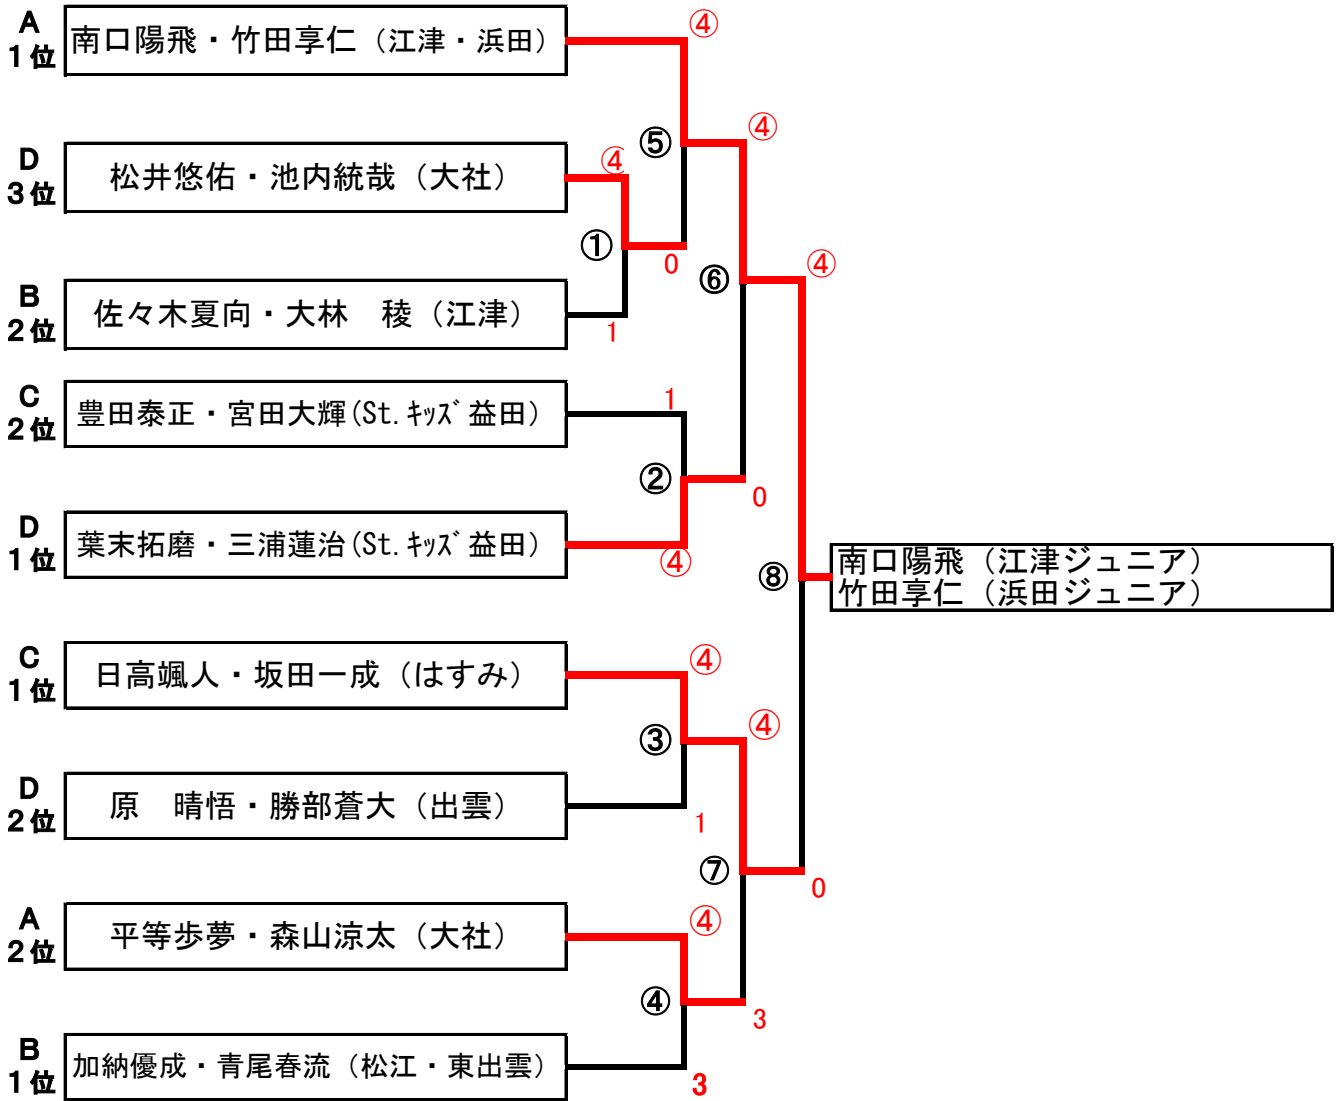 A
1位
南口陽飛・竹田享仁（江津・浜田）
④
④
⑤
D
3位
松井悠佑・池内統哉（大社）
④
①
0
④
⑥
B
2位
佐々木夏向・大林　稜（江津）
1
C
2位
豊田泰正・宮田大輝(St.ｷｯｽﾞ益田)
1
②
0
D
1位
葉末拓磨・三浦蓮治(St.ｷｯｽﾞ益田)
④
⑧
南口陽飛（江津ジュニア）
竹田享仁（浜田ジュニア）
C
1位
日高颯人・坂田一成（はすみ）
④
④
③
D
2位
原　晴悟・勝部蒼大（出雲）
1
⑦
0
A
2位
平等歩夢・森山涼太（大社）
④
④
3
B
1位
加納優成・青尾春流（松江・東出雲）
3